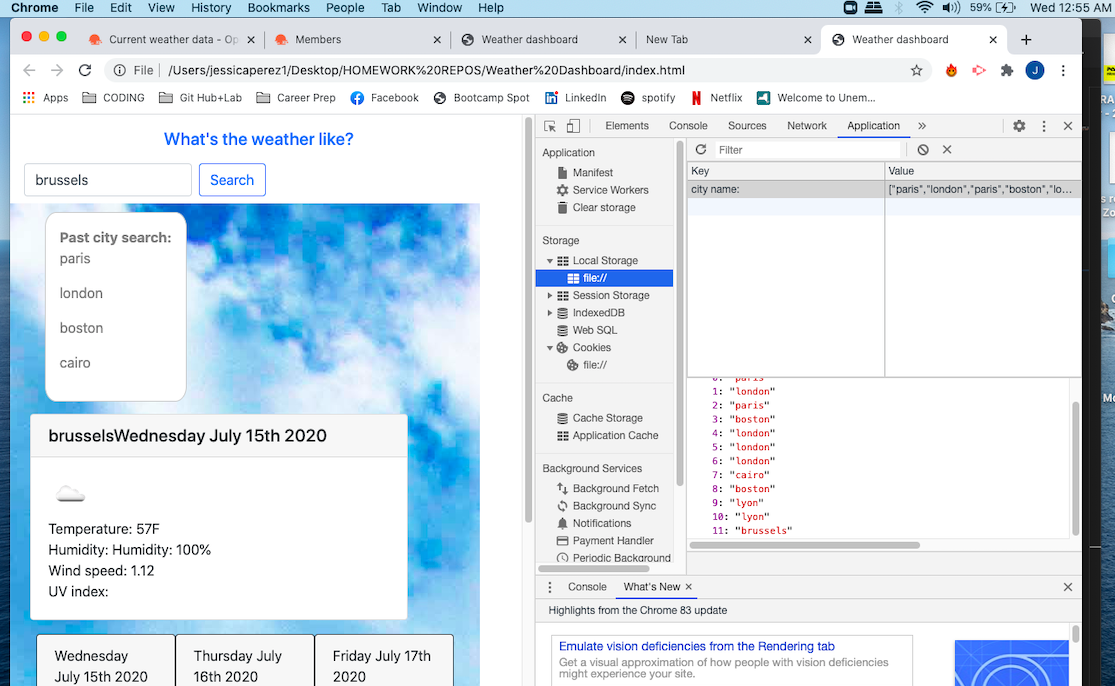 Chrome File Edit View History Bookmarks People Tab Window Help 59% Wed 12:55 AM
Current weather data - Op Members Weather dashboard New Tab Weather dashboard
File /Users/jessicaperez1/Desktop/HOMEWORK%20REPOS/Weather%20Dashboard/index.html J
Apps CODING Git Hub+Lab Career Prep Facebook Bootcamp Spot LinkedIn spotify Netflix Welcome to Unem...
What's the weather like?
brussels Search
Past city search:
paris
london
boston
cairo
brusselsWednesday July 15th 2020
Temperature: 57F
Humidity: Humidity: 100%
Wind speed: 1.12
UV index:
Wednesday
July 15th 2020
Thursday July
16th 2020
Friday July 17th
2020
Elements Console Sources Network Application »
Application
Manifest
Service Workers
Clear storage
Storage
Local Storage
file://
Session Storage
IndexedDB
Web SQL
Cookies
file://
Cache
Cache Storage
Application Cache
Background Services
Background Fetch
Background Sync
Notifications
Payment Handler
Periodic Background
Filter
Key Value
city name: ["paris","london","paris","boston","lo...
0: "paris"
1: "london"
2: "paris"
3: "boston"
4: "london"
5: "london"
6: "london"
7: "cairo"
8: "boston"
9: "lyon"
10: "lyon"
11: "brussels"
Console What's New
Highlights from the Chrome 83 update
Emulate vision deficiencies from the Rendering tab
Get a visual approximation of how people with vision deficiencies
might experience your site.